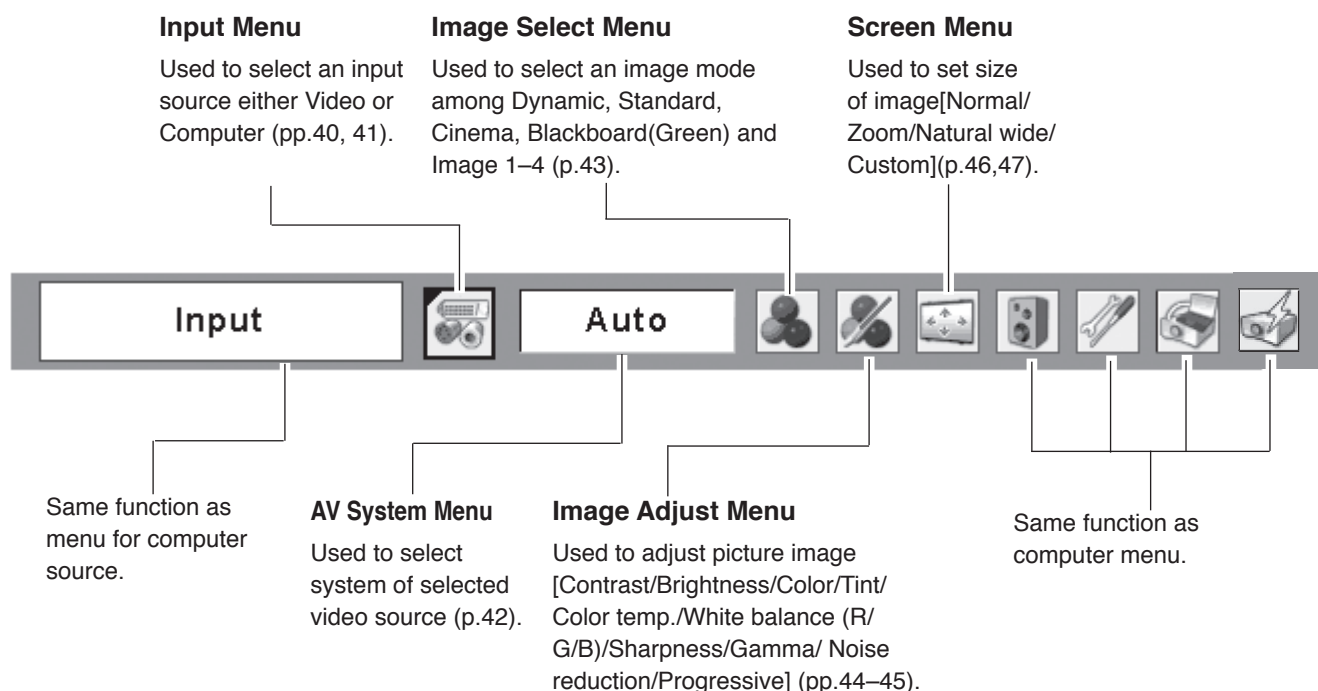 Input Menu
Used to select an input
source either Video or
Computer (pp.40, 41).
Image Select Menu
Used to select an image mode
among Dynamic, Standard,
Cinema, Blackboard(Green) and
Image 1–4 (p.43).
Screen Menu
Used to set size
of image[Normal/
Zoom/Natural wide/
Custom](p.46,47).
Input
Auto
Same function as
menu for computer
source.
AV System Menu
Used to select
system of selected
video source (p.42).
Image Adjust Menu
Used to adjust picture image
[Contrast/Brightness/Color/Tint/
Color temp./White balance (R/
G/B)/Sharpness/Gamma/ Noise
reduction/Progressive] (pp.44–45).
Same function as
computer menu.